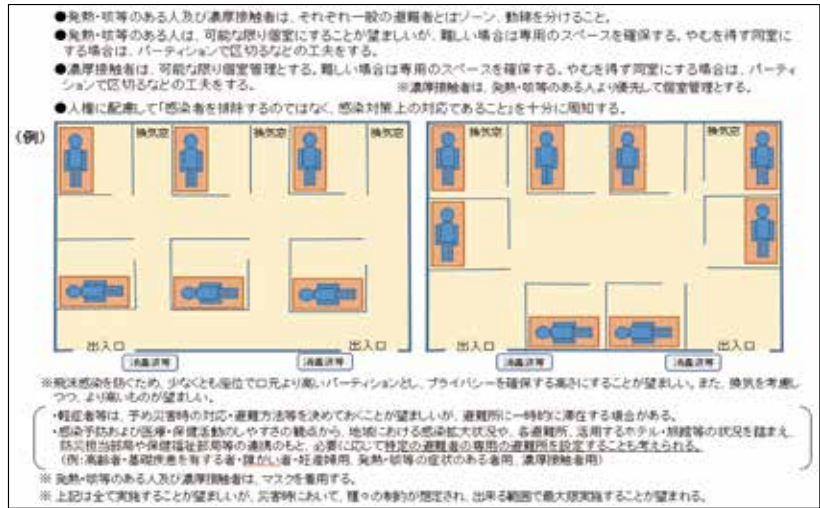 ●発熱・咳等のある人及び濃厚接触者は、それぞれ一般の避難者とはゾーン、動線を分けること。
●発熱・咳等のある人は、可能な限り個室にすることが望ましいが、難しい場合は専用のスペースを確保する。やむを得ず同室に
する場合は、パーティションで区切るなどの工夫をする。
●濃厚接触者は、可能な限り個室管理とする。難しい場合は専用のスペースを確保する。やむを得ず同室にする場合は、パーティ
ションで区切るなどの工夫をする。 ※濃厚接触者は、発熱・咳等のある人より優先して個室管理とする。
●人権に配慮して「感染者を排除するのではなく、感染対策上の対応であること」を十分に周知する。
(例)
換気窓 換気窓 換気窓 換気窓 換気窓 換気窓
出入口 出入口 出入口 出入口
消毒液等 消毒液等 消毒液等 消毒液等
※飛沫感染を防ぐため、少なくとも座位で口元より高いパーティションとし、プライバシーを確保する高さにすることが望ましい。また、換気を考慮し
つつ、より高いものが望ましい。
・軽症者等は、予め災害時の対応・避難方法等を決めておくことが望ましいが、避難所に一時的に滞在する場合がある。
・感染予防および医療・保健活動のしやすさの観点から、地域における感染拡大状況や、各避難所、活用するホテル・旅館等の状況を踏まえ、
防災担当部局や保健福祉部局等の連携のもと、必要に応じて特定の避難者の専用の避難所を設定することも考えられる。
(例:高齢者・基礎疾患を有する者・障がい者・妊産婦用、発熱・咳等の症状のある者用、濃厚接触者用)
※ 発熱・咳等のある人及び濃厚接触者は、マスクを着用する。
※ 上記は全て実施することが望ましいが、災害時において、種々の制約が想定され、出来る範囲で最大限実施することが望まれる。